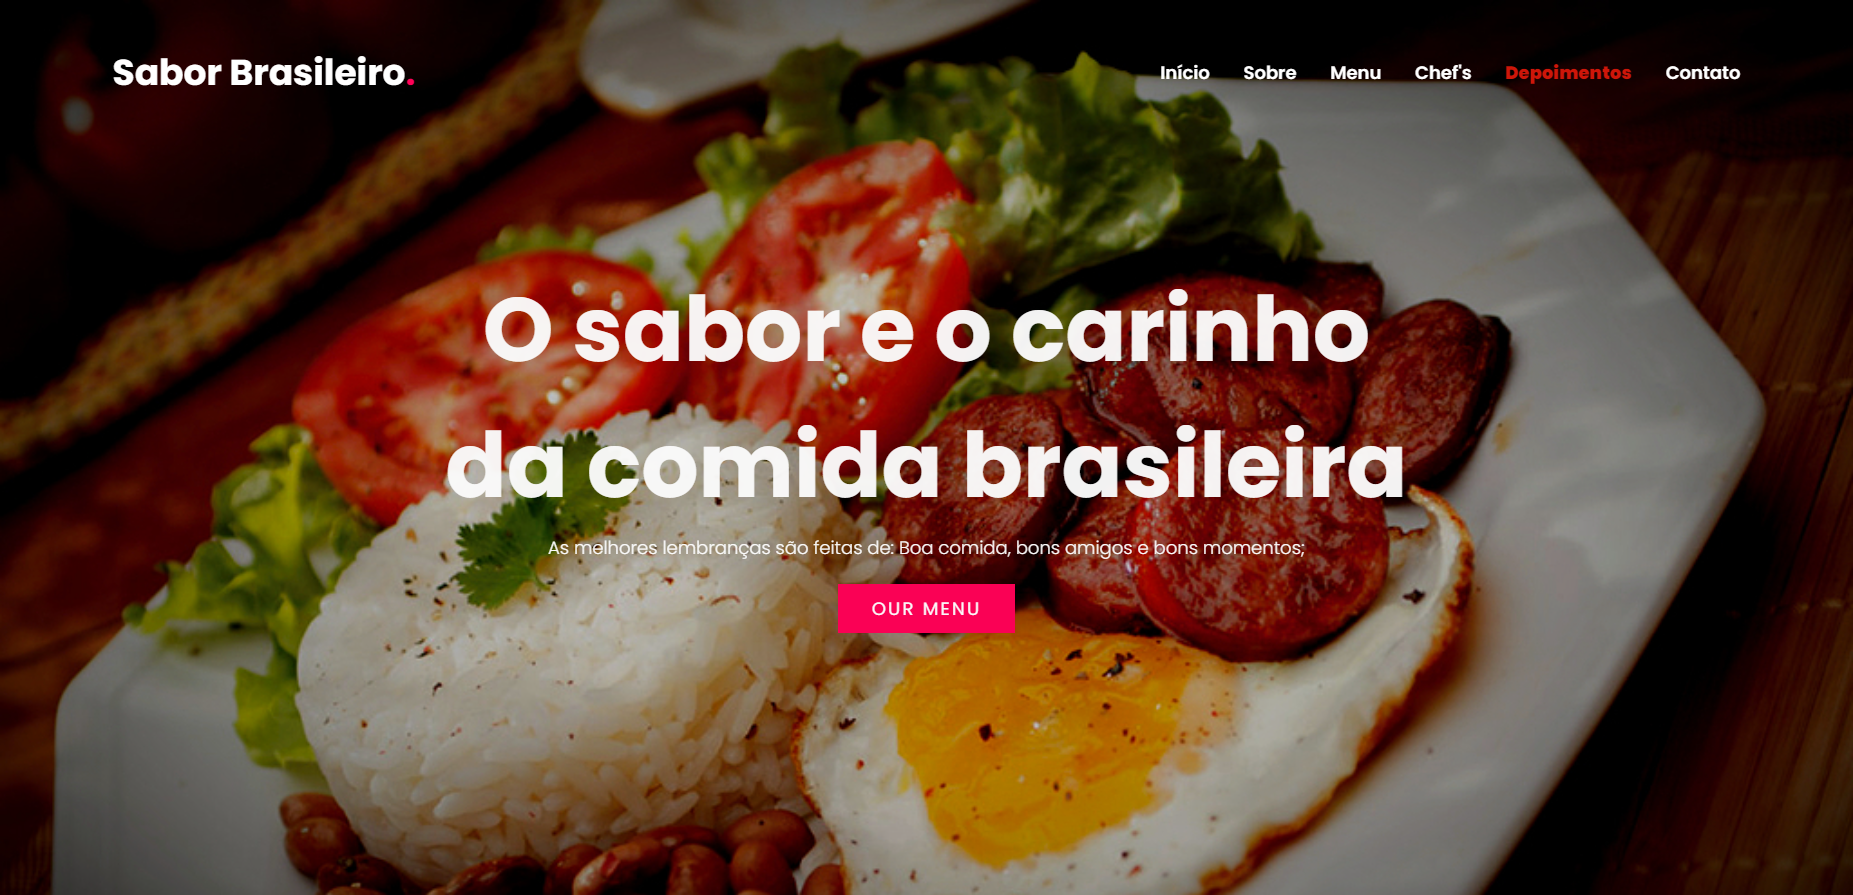 Sabor Brasileiro.
Início Sobre Menu Chef's Depoimentos Contato
O sabor e o carinho
da comida brasileira
As melhores lembranças são feitas de: Boa comida, bons amigos e bons momentos;
OUR MENU